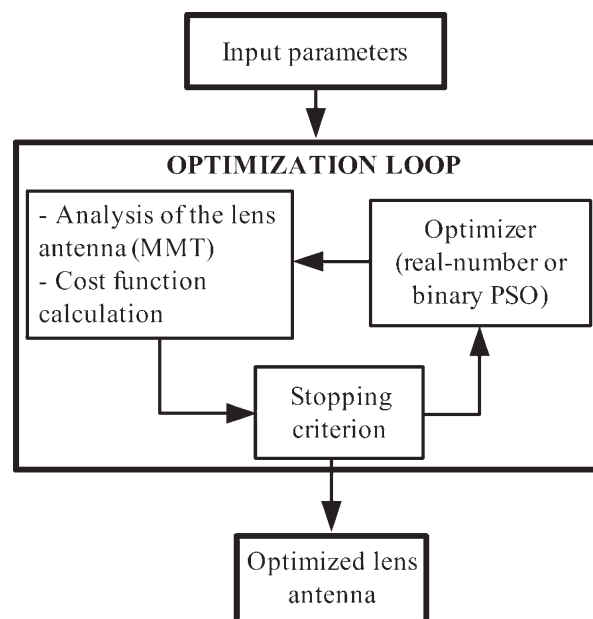 Input parameters
OPTIMIZATION LOOP
- Analysis of the lens
antenna (MMT)
- Cost function
calculation
Optimizer
(real-number or
binary PSO)
Stopping
criterion
Optimized lens
antenna